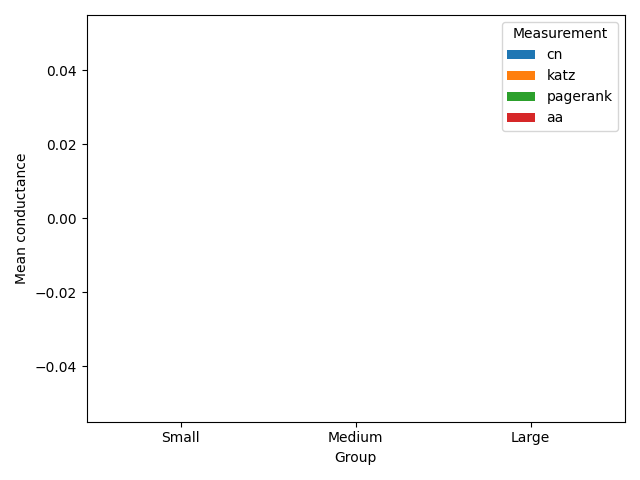 Measurement
cn
katz
pagerank
aa
0.04
0.02
0.00
−0.02
−0.04
Mean conductance
Small Medium Large
Group